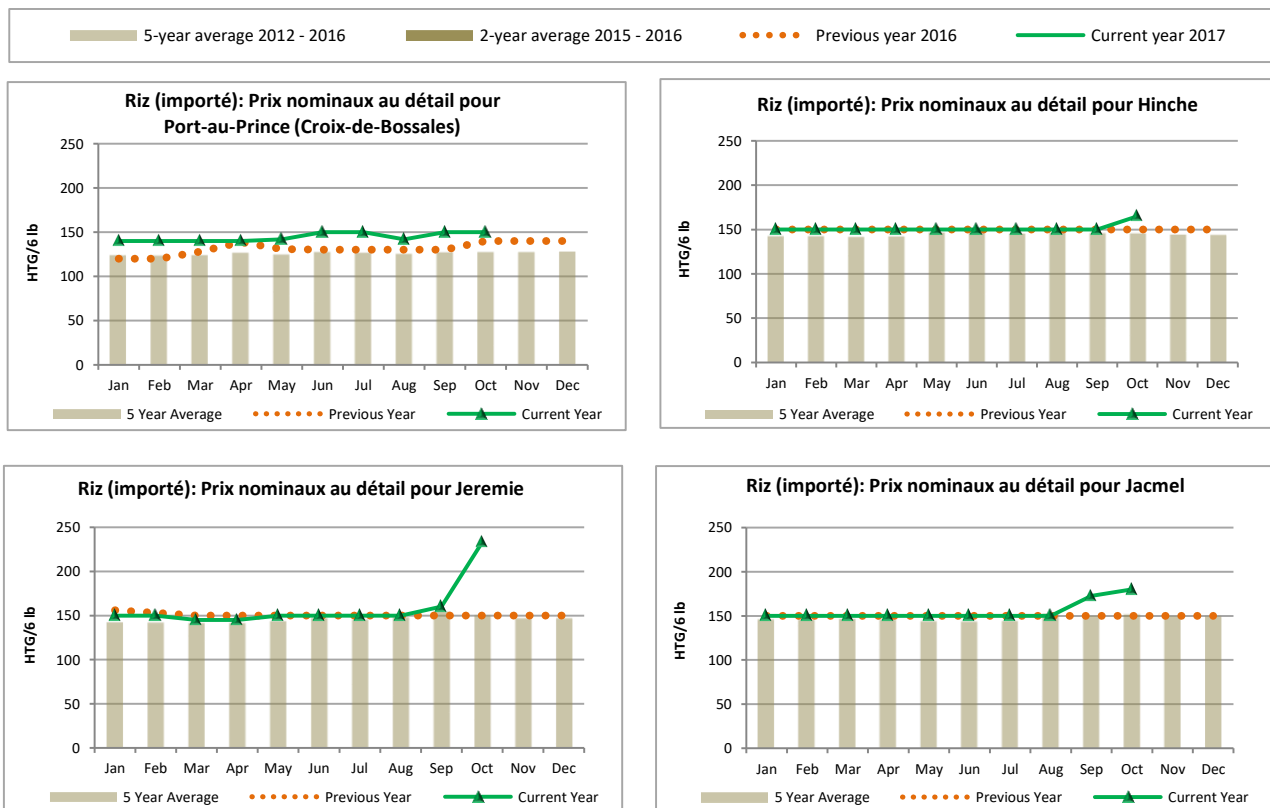 5-year average 2012 - 2016 2-year average 2015 - 2016 Previous year 2016 Current year 2017
Riz (importé): Prix nominaux au détail pour
Port-au-Prince (Croix-de-Bossales)
HTG/6 lb
250
200
150
100
50
0
Jan Feb Mar Apr May Jun Jul Aug Sep Oct Nov Dec
5 Year Average Previous Year Current Year
Riz (importé): Prix nominaux au détail pour Hinche
HTG/6 lb
250
200
150
100
50
0
Jan Feb Mar Apr May Jun Jul Aug Sep Oct Nov Dec
5 Year Average Previous Year Current Year
Riz (importé): Prix nominaux au détail pour Jeremie
HTG/6 lb
250
200
150
100
50
0
Jan Feb Mar Apr May Jun Jul Aug Sep Oct Nov Dec
5 Year Average Previous Year Current Year
Riz (importé): Prix nominaux au détail pour Jacmel
HTG/6 lb
250
200
150
100
50
0
Jan Feb Mar Apr May Jun Jul Aug Sep Oct Nov Dec
5 Year Average Previous Year Current Year